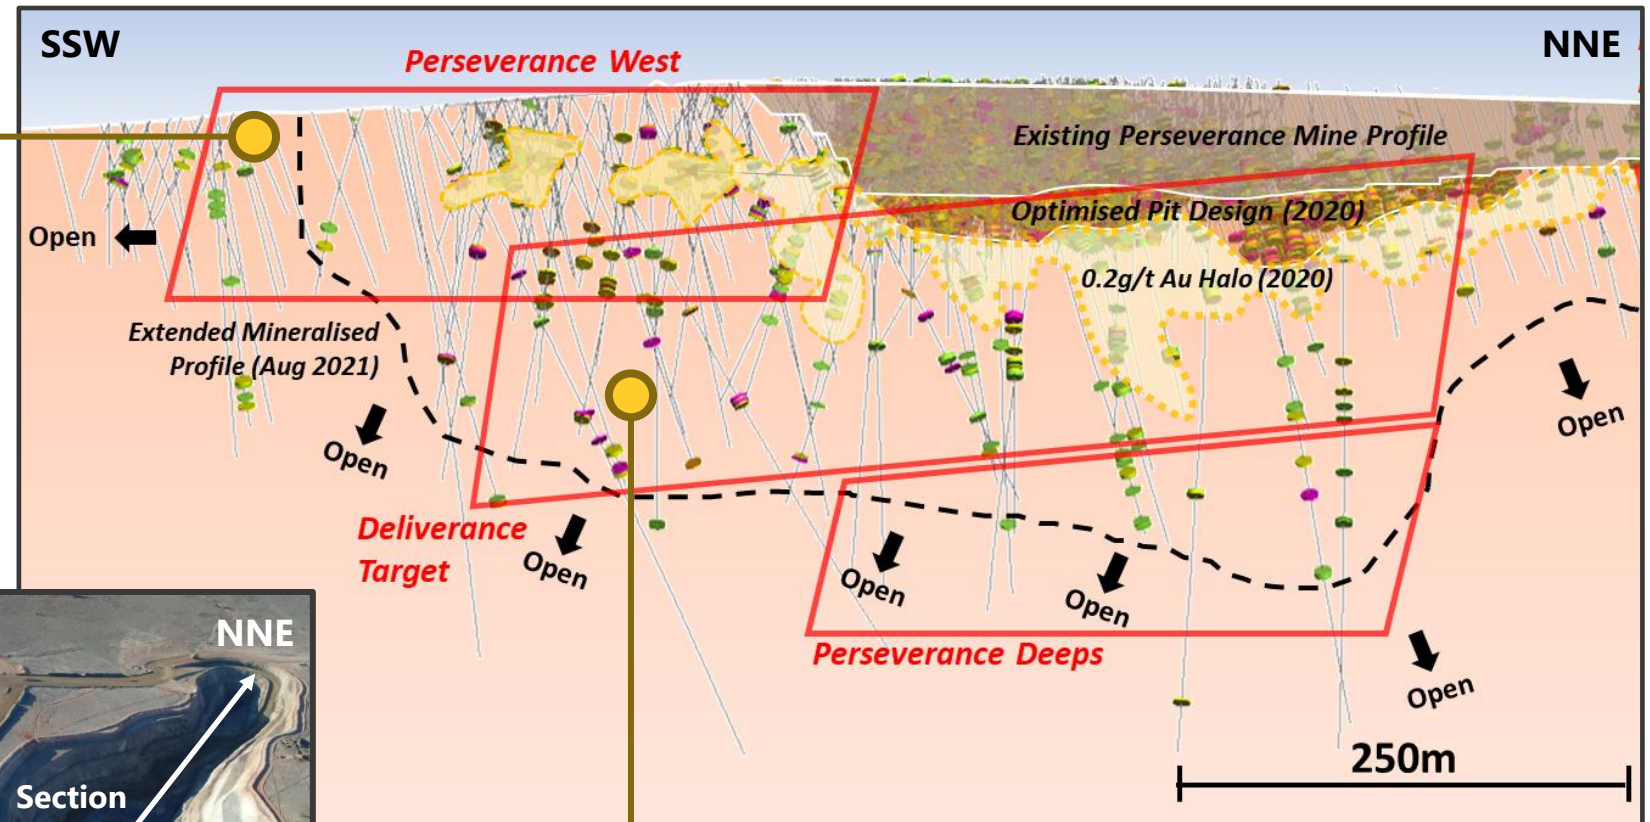 SSW
NNE
Perseverance West
Existing Perseverance Mine Profile
Optimised Pit Design (2020)
Open
0.2g/t Au Halo (2020)
Extended Mineralised
Profile (Aug 2021)
Open
Open
Deliverance
Target
Open
Open
Open
Perseverance Deeps
Open
NNE
250m
Section